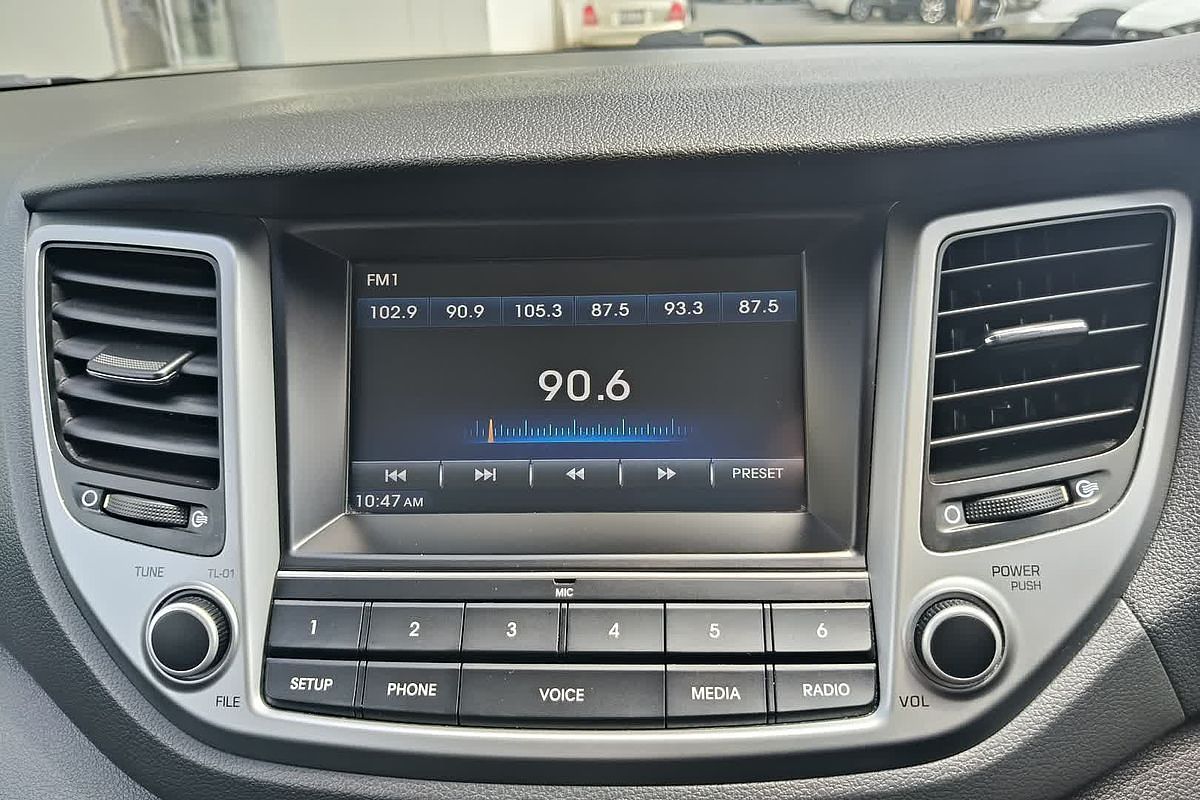 FM1
102.9 90.9 105.3 87.5 93.3 87.5
90.6
PRESET
10:47 AM
TUNE TL-01
POWER
PUSH
MIC
1 2 3 4 5 6
SETUP PHONE VOICE MEDIA RADIO
FILE
VOL